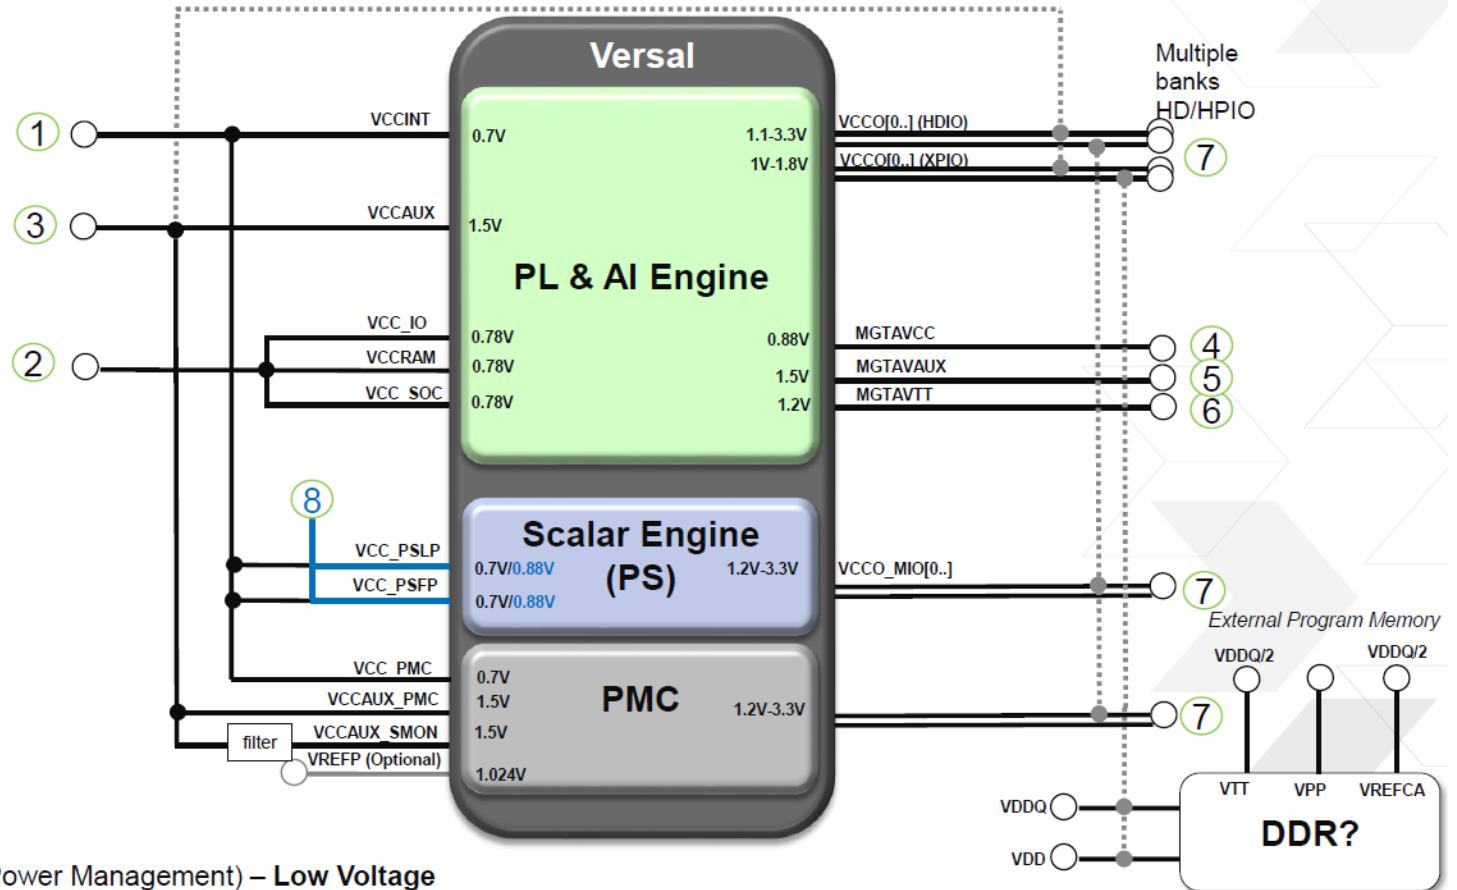 Versal
Multiple
banks
HD/HPIO
1
VCCINT
0.7V
1.1-3.3V
VCCO[0..] (HDIO)
1V-1.8V
VCCO[0..] (XPIO)
7
3
VCCAUX
1.5V
PL & AI Engine
VCC_IO
0.78V
0.88V
MGTAVCC
4
2
VCCRAM
0.78V
1.5V
MGTAVAUX
5
VCC_SOC
0.78V
1.2V
MGTAVTT
6
8
Scalar Engine
(PS)
VCC_PSLP
0.7V/0.88V
1.2V-3.3V
VCCO_MIO[0..]
VCC_PSFP
0.7V/0.88V
7
External Program Memory
VDDQ/2
VDDQ/2
VCC_PMC
0.7V
VCCAUX_PMC
1.5V
PMC
1.2V-3.3V
7
filter
VCCAUX_SMON
1.5V
VREFP (Optional)
1.024V
VTT
VPP
VREFCA
VDDQ
DDR?
VDD
Power Management) – Low Voltage